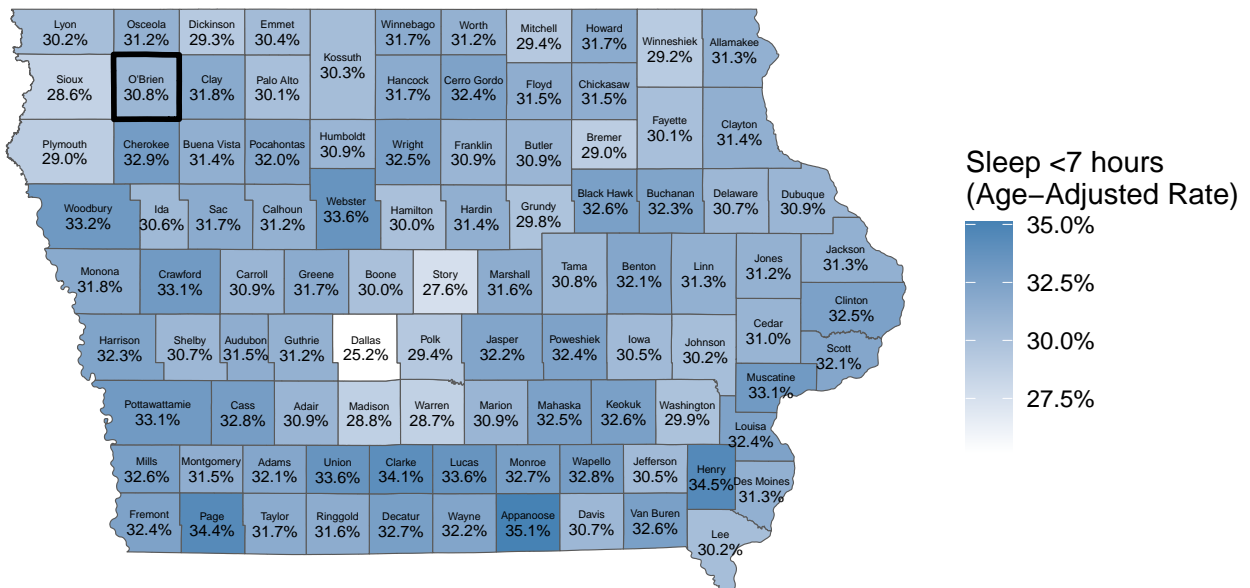 Lyon
30.2%
Osceola
31.2%
Dickinson
29.3%
Emmet
30.4%
Kossuth
30.3%
Winnebago
31.7%
Worth
31.2%
Mitchell
29.4%
Howard
31.7%
Winneshiek
29.2%
Allamakee
31.3%
Sioux
28.6%
O'Brien
30.8%
Clay
31.8%
Palo Alto
30.1%
Hancock
31.7%
Cerro Gordo
32.4%
Floyd
31.5%
Chickasaw
31.5%
Fayette
30.1%
Clayton
31.4%
Plymouth
29.0%
Cherokee
32.9%
Buena Vista
31.4%
Pocahontas
32.0%
Humboldt
30.9%
Wright
32.5%
Franklin
30.9%
Butler
30.9%
Bremer
29.0%
Woodbury
33.2%
Ida
30.6%
Sac
31.7%
Calhoun
31.2%
Webster
33.6%
Hamilton
30.0%
Hardin
31.4%
Grundy
29.8%
Black Hawk
32.6%
Buchanan
32.3%
Delaware
30.7%
Dubuque
30.9%
Monona
31.8%
Crawford
33.1%
Carroll
30.9%
Greene
31.7%
Boone
30.0%
Story
27.6%
Marshall
31.6%
Tama
30.8%
Benton
32.1%
Linn
31.3%
Jones
31.2%
Jackson
31.3%
Clinton
32.5%
Harrison
32.3%
Shelby
30.7%
Audubon
31.5%
Guthrie
31.2%
Dallas
25.2%
Polk
29.4%
Jasper
32.2%
Poweshiek
32.4%
Iowa
30.5%
Johnson
30.2%
Cedar
31.0%
Scott
32.1%
Muscatine
33.1%
Pottawattamie
33.1%
Cass
32.8%
Adair
30.9%
Madison
28.8%
Warren
28.7%
Marion
30.9%
Mahaska
32.5%
Keokuk
32.6%
Washington
29.9%
Louisa
32.4%
Mills
32.6%
Montgomery
31.5%
Adams
32.1%
Union
33.6%
Clarke
34.1%
Lucas
33.6%
Monroe
32.7%
Wapello
32.8%
Jefferson
30.5%
Henry
34.5%
Des Moines
31.3%
Fremont
32.4%
Page
34.4%
Taylor
31.7%
Ringgold
31.6%
Decatur
32.7%
Wayne
32.2%
Appanoose
35.1%
Davis
30.7%
Van Buren
32.6%
Lee
30.2%
Sleep <7 hours
(Age−Adjusted Rate)
35.0%
32.5%
30.0%
27.5%